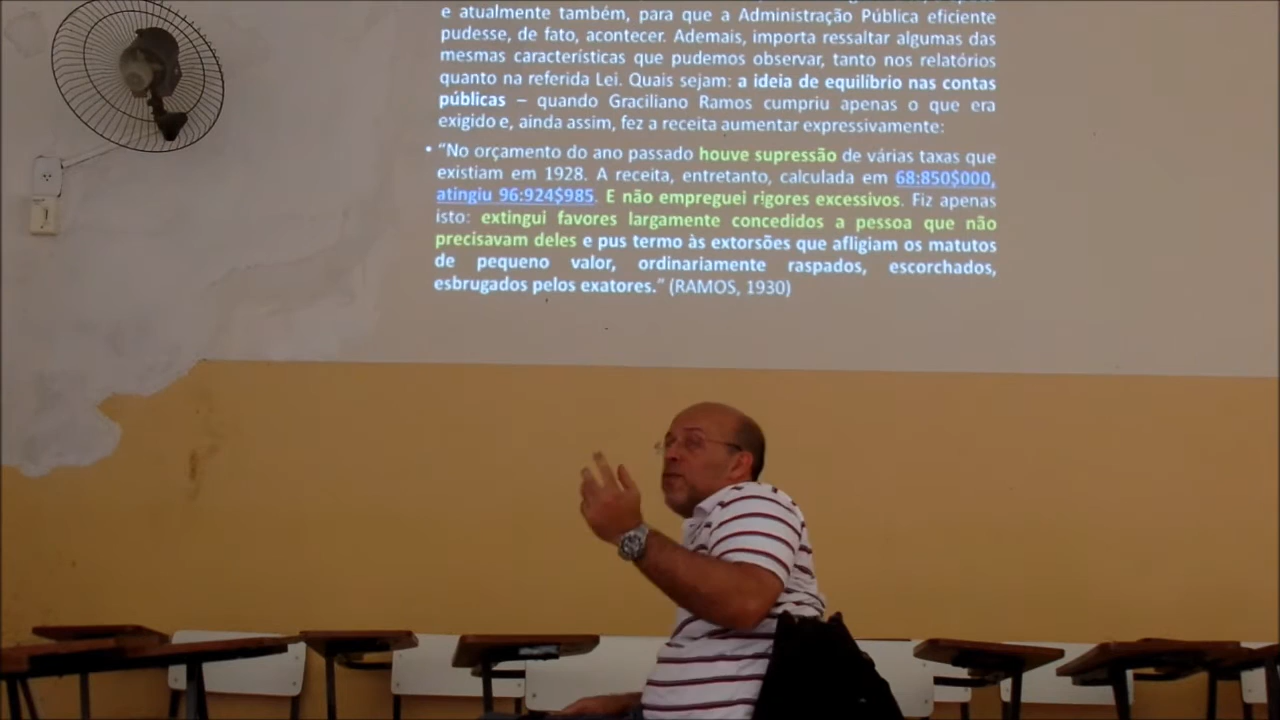 e atualmente também, para que a Administração Pública eficiente
pudesse, de fato, acontecer. Ademais, importa ressaltar algumas das
mesmas características que pudemos observar, tanto nos relatórios
quanto na referida Lei. Quais sejam: a ideia de equilíbrio nas contas
públicas – quando Graciliano Ramos cumpriu apenas o que era
exigido e, ainda assim, fez a receita aumentar expressivamente:
• “No orçamento do ano passado houve supressão de várias taxas que
existiam em 1928. A receita, entretanto, calculada em 68:850$000,
atingiu 96:924$985. E não empreguei rigores excessivos. Fiz apenas
isto: extingui favores largamente concedidos a pessoa que não
precisavam deles e pus termo às extorsões que afligiam os matutos
de pequeno valor, ordinariamente raspados, escorchados,
esbrugados pelos exatores.” (RAMOS, 1930)